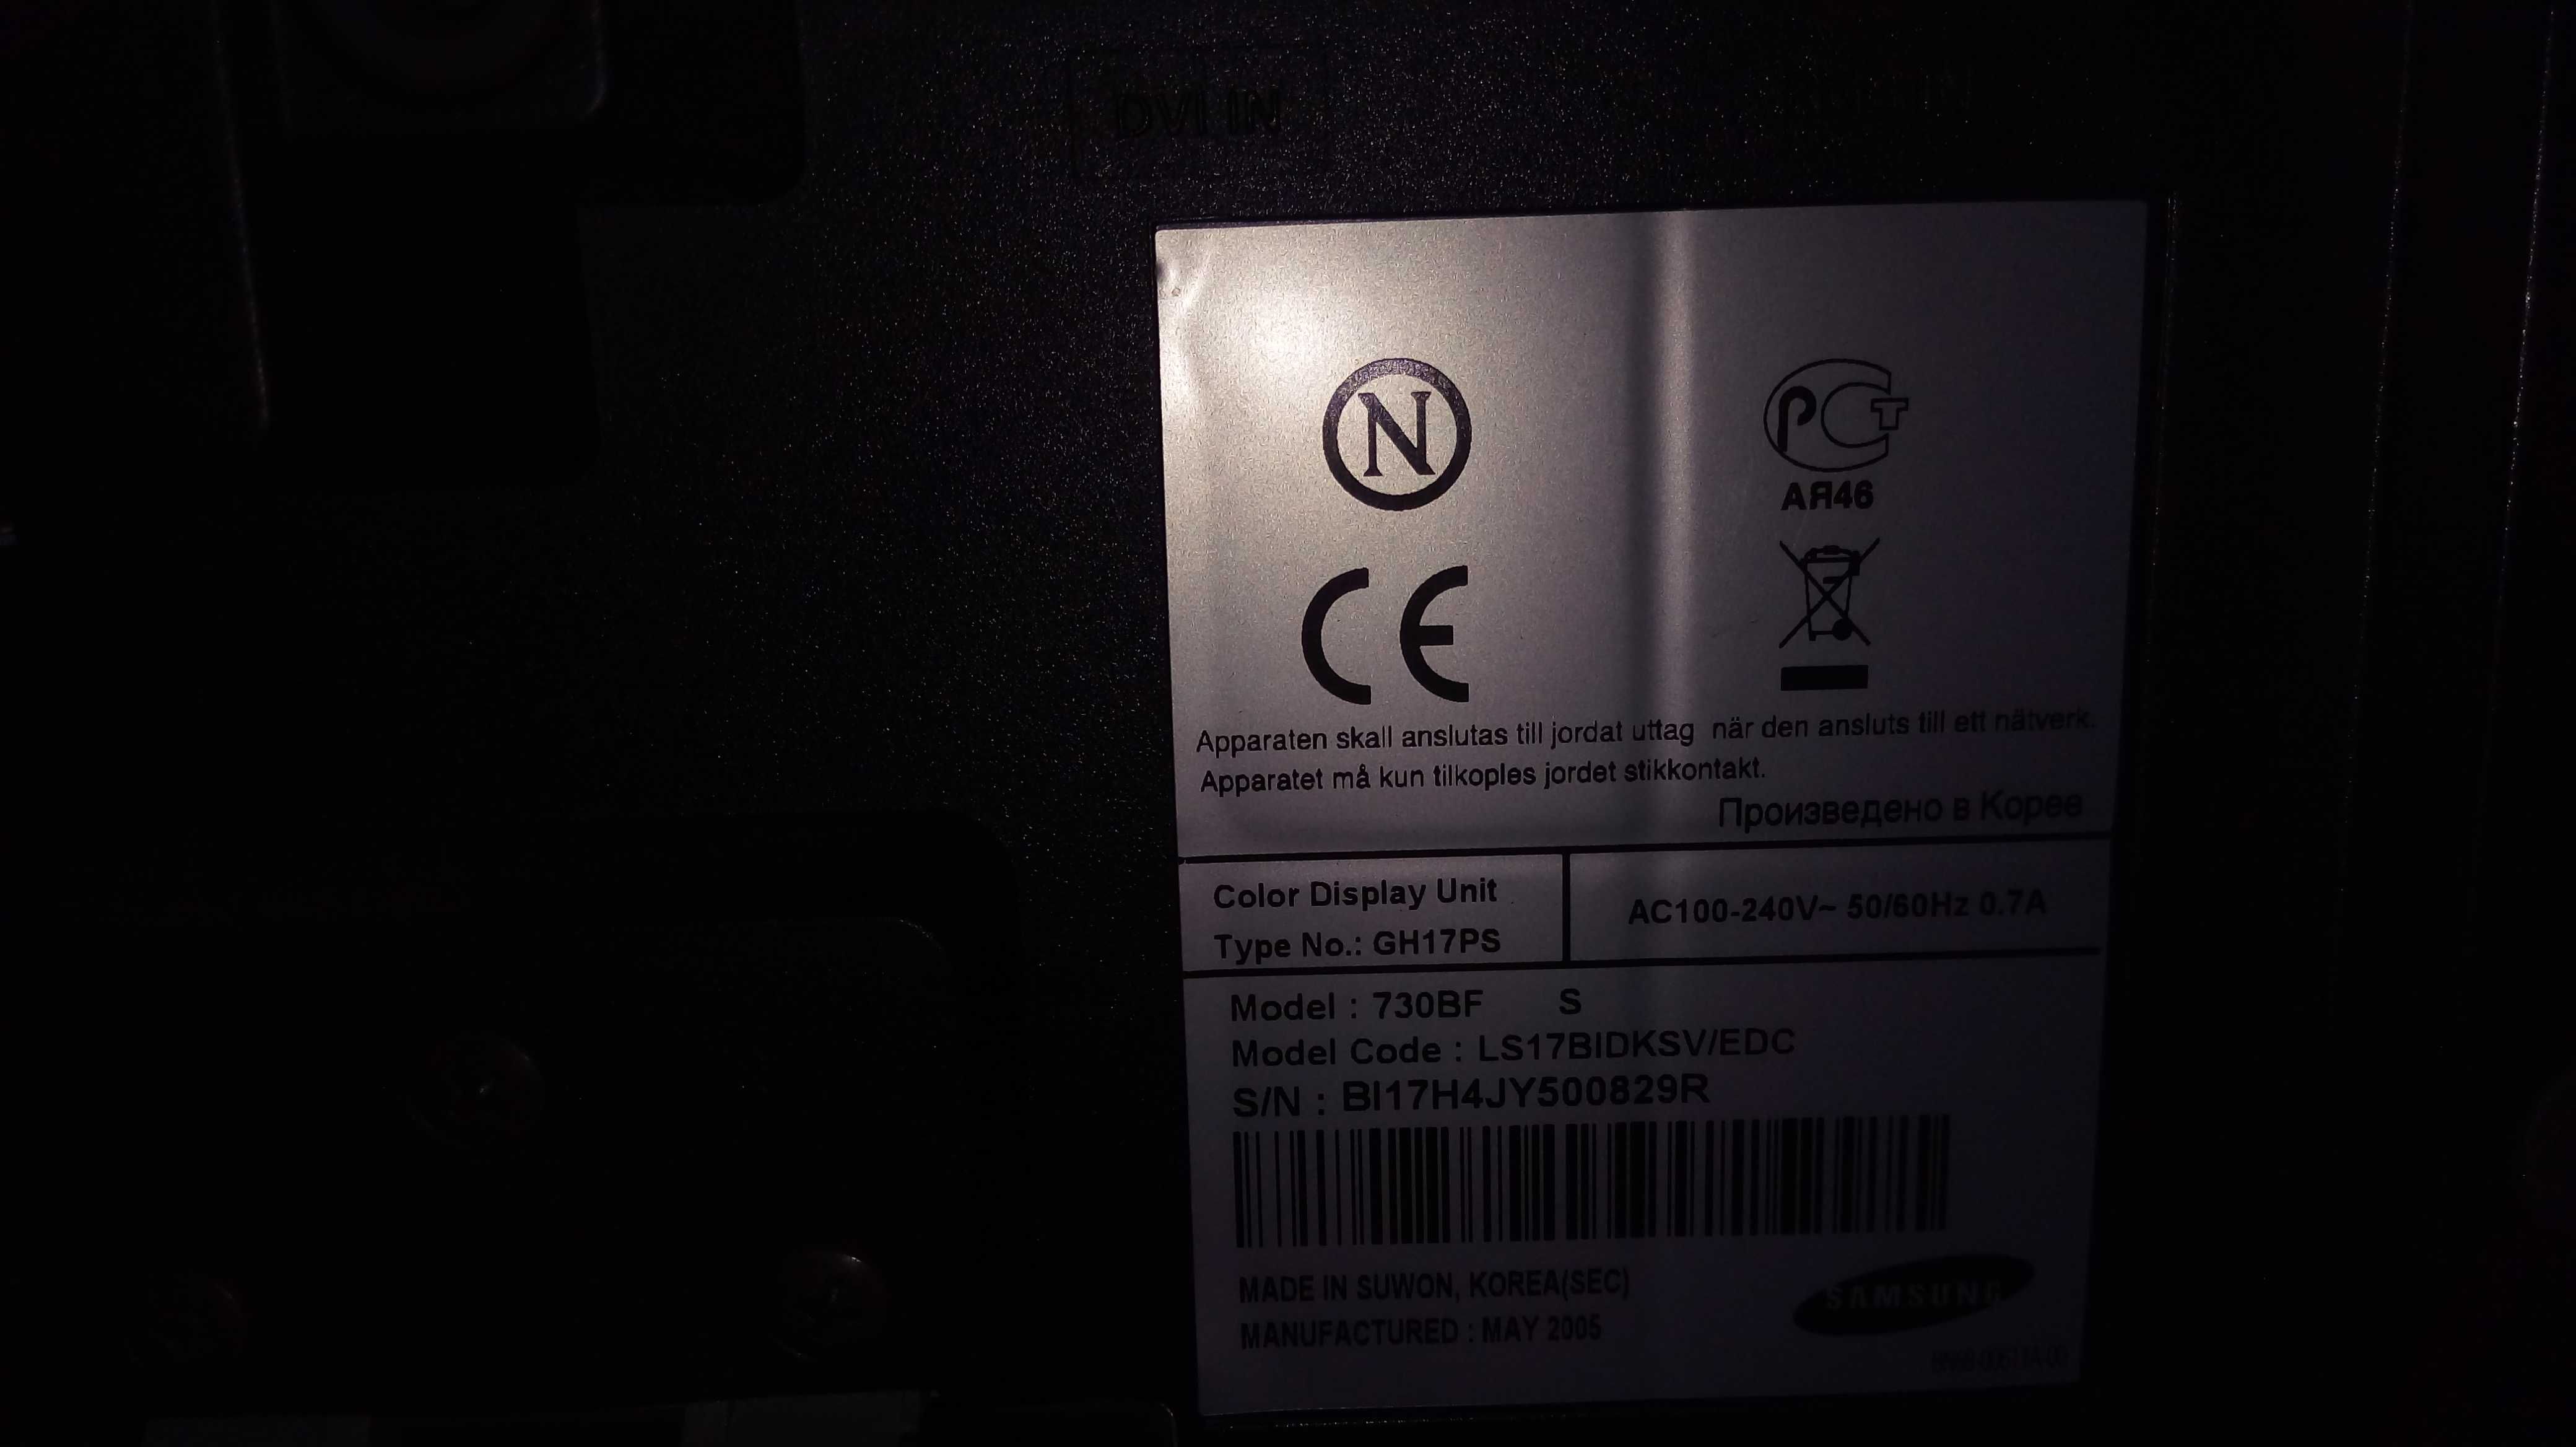 DVI IN
N
РСТ
АЯ46
CE
Apparaten skall anslutas till jordat uttag när den ansluts till ett nätverk.
Apparatet må kun tilkoples jordet stikkontakt.
Произведено в Корее
Color Display Unit
Type No.: GH17PS
AC100-240V~ 50/60Hz 0.7A
Model : 730BF S
Model Code : LS17BIDKSV/EDC
S/N : BI17H4JY500829R
MADE IN SUWON, KOREA(SEC)
MANUFACTURED : MAY 2005
SAMSUNG